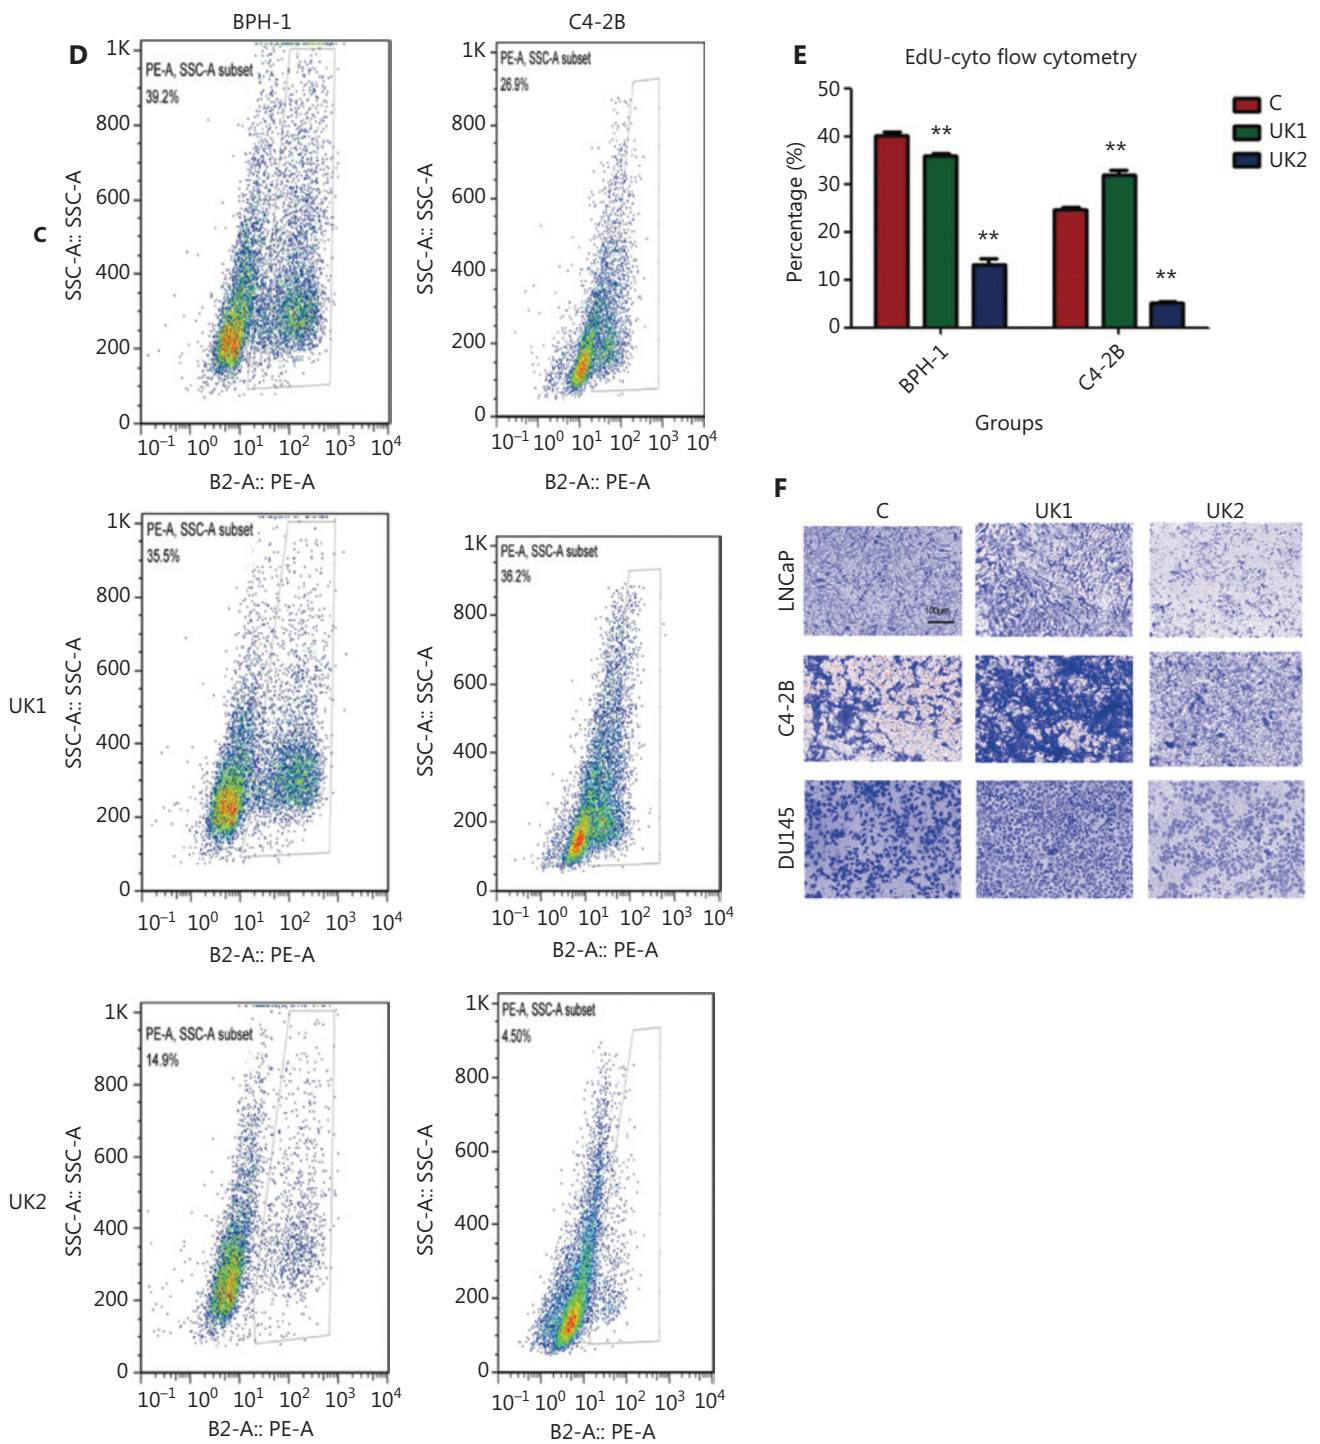 D
BPH-1
C4-2B
C
PE-A, SSC-A subset
39.2%
1K
800
600
400
200
0
SSC-A:: SSC-A
10⁻¹ 10⁰ 10¹ 10² 10³ 10⁴
B2-A:: PE-A
PE-A, SSC-A subset
26.9%
1K
800
600
400
200
0
SSC-A:: SSC-A
10⁻¹ 10⁰ 10¹ 10² 10³ 10⁴
B2-A:: PE-A
UK1
PE-A, SSC-A subset
35.5%
1K
800
600
400
200
0
SSC-A:: SSC-A
10⁻¹ 10⁰ 10¹ 10² 10³ 10⁴
B2-A:: PE-A
PE-A, SSC-A subset
36.2%
1K
800
600
400
200
0
SSC-A:: SSC-A
10⁻¹ 10⁰ 10¹ 10² 10³ 10⁴
B2-A:: PE-A
UK2
PE-A, SSC-A subset
14.9%
1K
800
600
400
200
0
SSC-A:: SSC-A
10⁻¹ 10⁰ 10¹ 10² 10³ 10⁴
B2-A:: PE-A
PE-A, SSC-A subset
4.50%
1K
800
600
400
200
0
SSC-A:: SSC-A
10⁻¹ 10⁰ 10¹ 10² 10³ 10⁴
B2-A:: PE-A
E
EdU-cyto flow cytometry
50
40
30
20
10
0
Percentage (%)
** ** ** **
BPH-1
C4-2B
Groups
C
UK1
UK2
F
C UK1 UK2
LNCaP
100μm
C4-2B
DU145